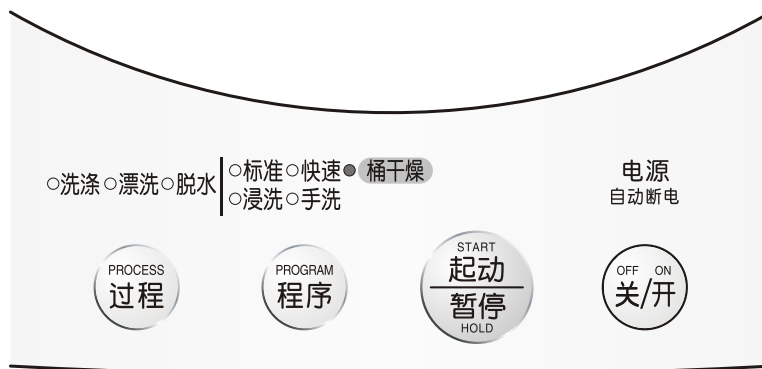 ○标准○快速●桶干燥
○洗涤○漂洗○脱水
○浸洗○手洗
电源
自动断电
PROCESS
过程
PROGRAM
程序
START
起动
暂停
HOLD
OFF ON
关/开